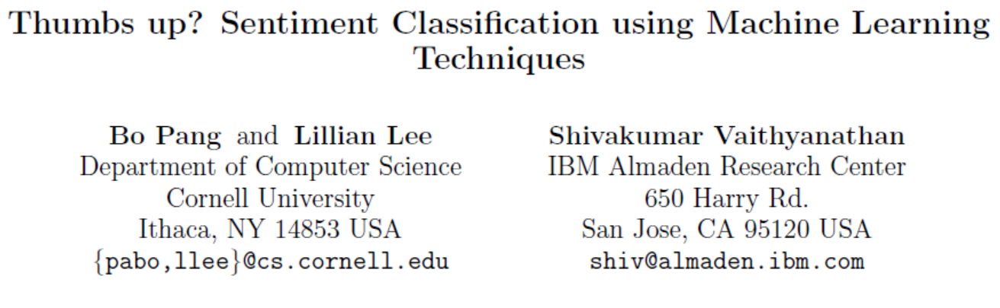 Thumbs up? Sentiment Classification using Machine Learning
Techniques
Bo Pang and Lillian Lee
Department of Computer Science
Cornell University
Ithaca, NY 14853 USA
{pabo,llee}@cs.cornell.edu
Shivakumar Vaithyanathan
IBM Almaden Research Center
650 Harry Rd.
San Jose, CA 95120 USA
shiv@almaden.ibm.com